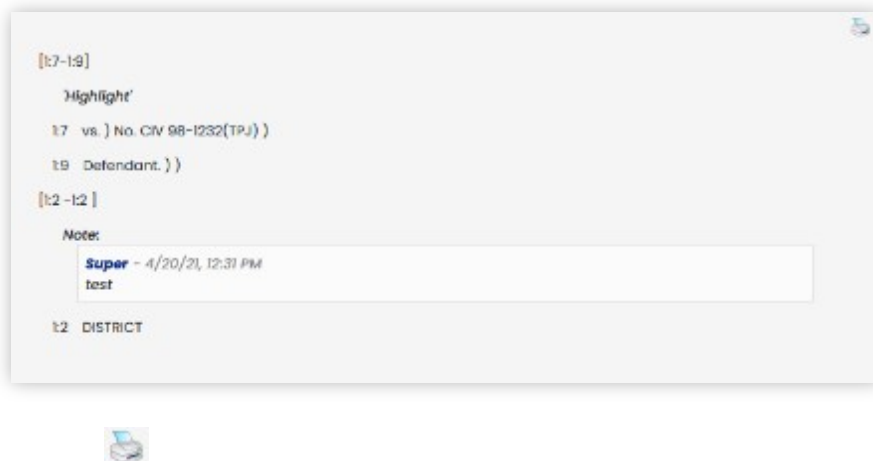 [1:7-1:9]
'Highlight'
1:7 vs. ) No. CIV 98-1232(TPJ) )
1:9 Defendant. ) )
[1:2 -1:2 ]
Note:
Super - 4/20/21, 12:31 PM
test
1:2 DISTRICT